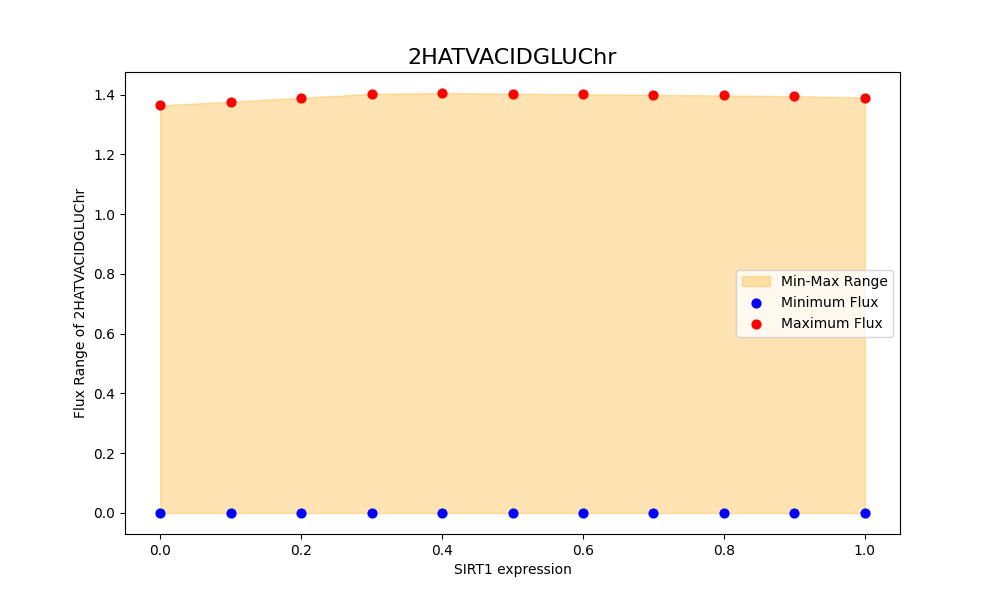 2HATVACIDGLUChr
Flux Range of 2HATVACIDGLUChr
1.4
1.2
1.0
0.8
0.6
0.4
0.2
0.0
Min-Max Range
Minimum Flux
Maximum Flux
0.0 0.2 0.4 0.6 0.8 1.0
SIRT1 expression